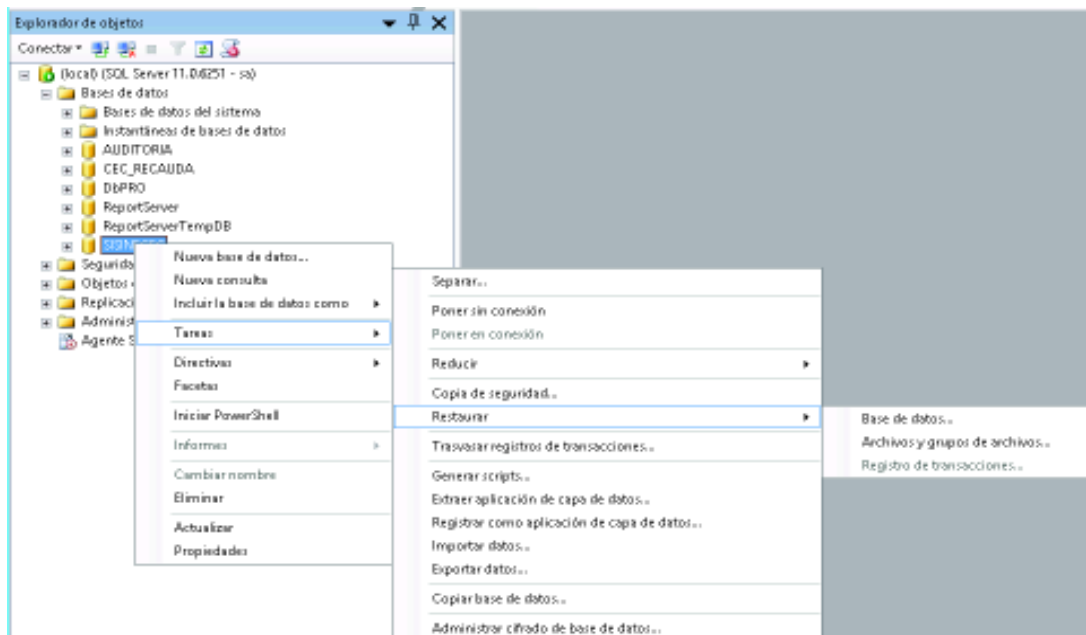 Explorador de objetos
Conectar
(local) (SQL Server 11.0.6251 - sa)
Bases de datos
Bases de datos del sistema
Instantáneas de bases de datos
AUDITORIA
CEC_RECAUDA
DbPRO
ReportServer
ReportServerTempDB
Segurida
Objetos
Replicaci
Administ
Agente S
Nueva base de datos...
Nueva consulta
Incluir la base de datos como
Tareas
Directivas
Facetas
Iniciar PowerShell
Informes
Cambiar nombre
Eliminar
Actualizar
Propiedades
Separar...
Poner sin conexión
Poner en conexión
Reducir
Copia de seguridad...
Restaurar
Trasvasar registros de transacciones...
Generar scripts...
Extraer aplicación de capa de datos...
Registrar como aplicación de capa de datos...
Importar datos...
Exportar datos...
Copiar base de datos...
Administrar cifrado de base de datos...
Base de datos...
Archivos y grupos de archivos...
Registro de transacciones...